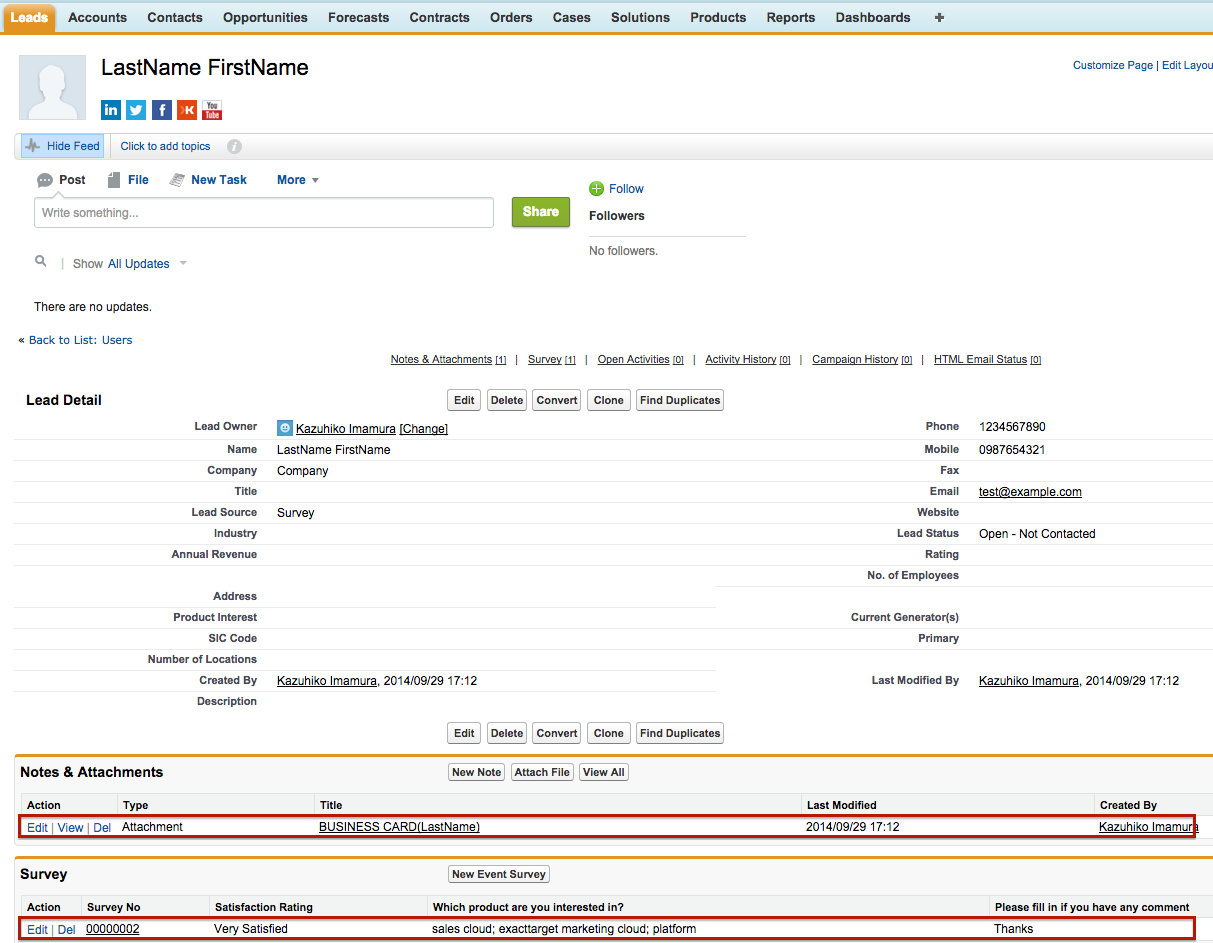 Leads Accounts Contacts Opportunities Forecasts Contracts Orders Cases Solutions Products Reports Dashboards +
LastName FirstName
Customize Page | Edit Layou
in f K You Tube
Hide Feed Click to add topics i
Post File New Task More
Write something... Share
Follow
Followers
No followers.
| Show All Updates
There are no updates.
« Back to List: Users
Notes & Attachments [1] | Survey [1] | Open Activities [0] | Activity History [0] | Campaign History [0] | HTML Email Status [0]
Lead Detail Edit Delete Convert Clone Find Duplicates
Lead Owner Kazuhiko Imamura [Change] Phone 1234567890
Name LastName FirstName Mobile 0987654321
Company Company Fax
Title Email test@example.com
Lead Source Survey Website
Industry Lead Status Open - Not Contacted
Annual Revenue Rating
No. of Employees
Address
Product Interest Current Generator(s)
SIC Code Primary
Number of Locations
Created By Kazuhiko Imamura, 2014/09/29 17:12 Last Modified By Kazuhiko Imamura, 2014/09/29 17:12
Description
Edit Delete Convert Clone Find Duplicates
Notes & Attachments New Note Attach File View All
Action Type Title Last Modified Created By
Edit | View | Del Attachment BUSINESS CARD(LastName) 2014/09/29 17:12 Kazuhiko Imamura
Survey New Event Survey
Action Survey No Satisfaction Rating Which product are you interested in? Please fill in if you have any comment
Edit | Del 00000002 Very Satisfied sales cloud; exacttarget marketing cloud; platform Thanks